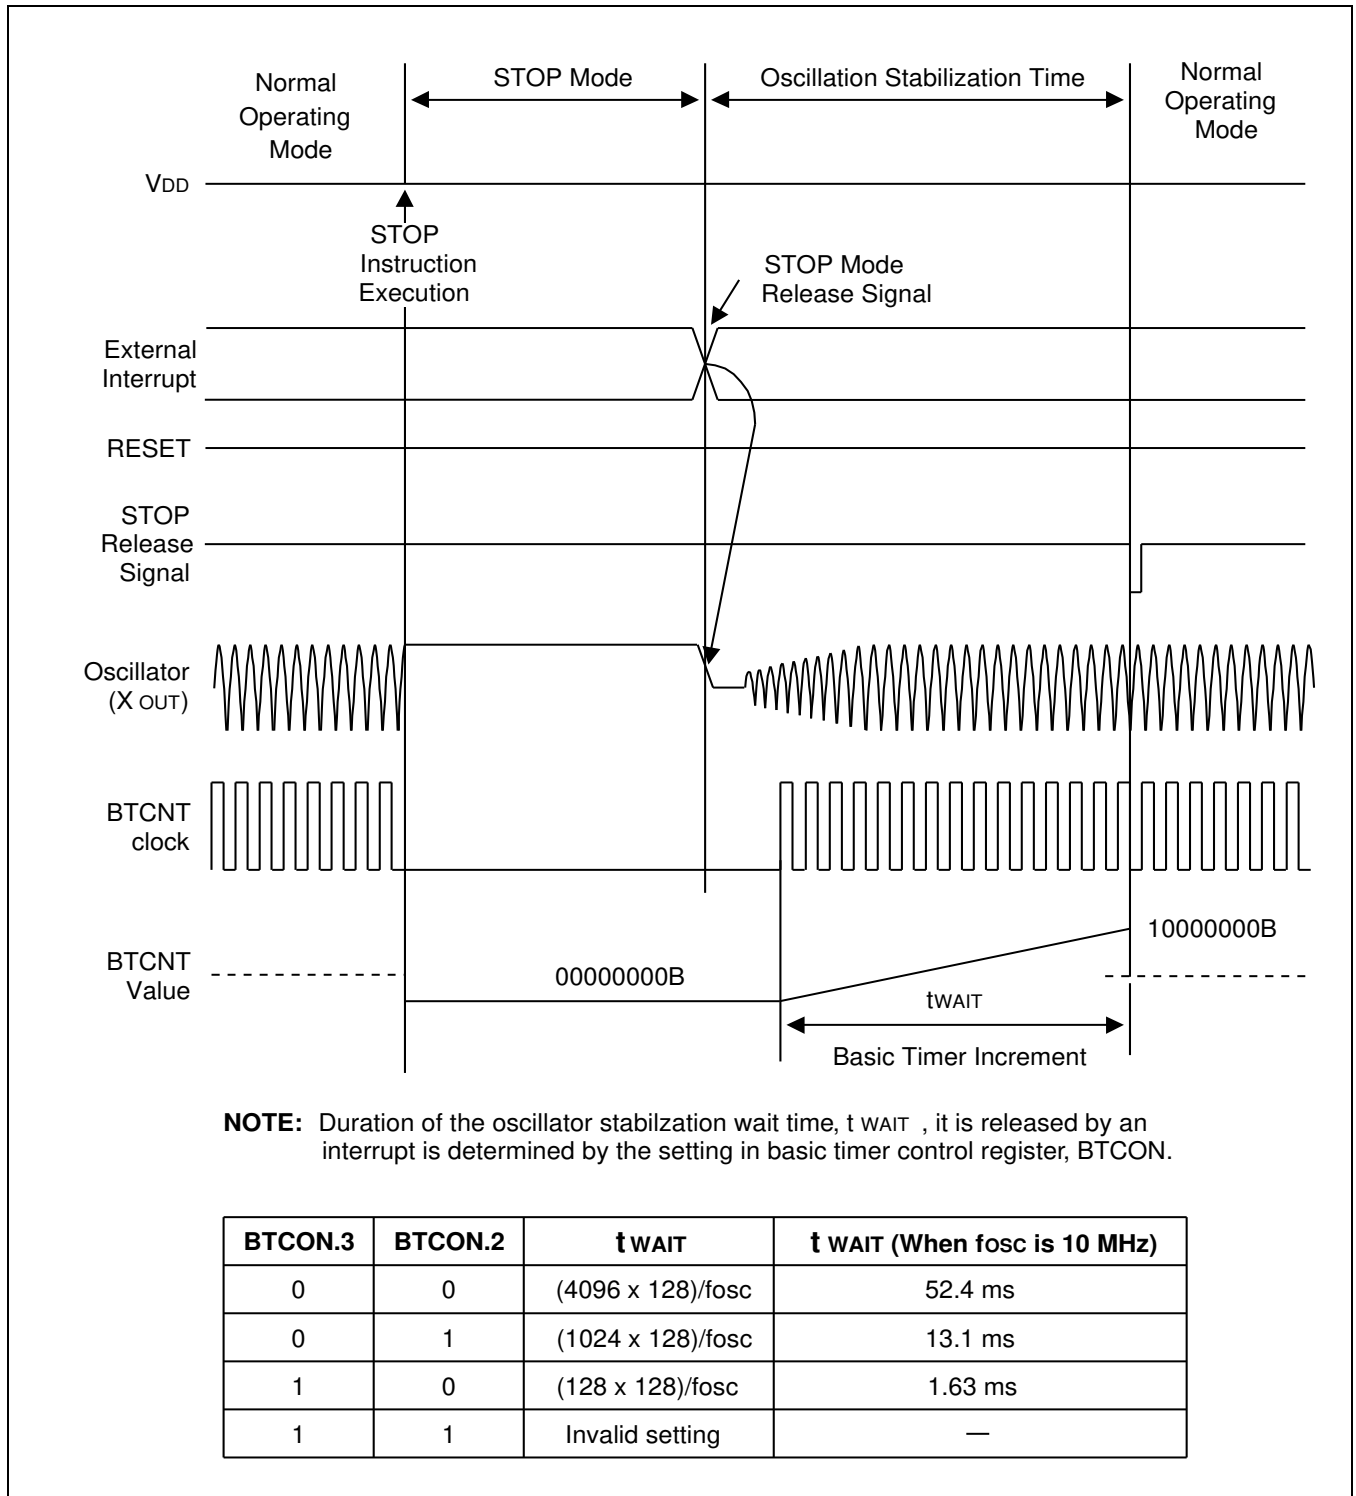 Normal
Operating
Mode
STOP Mode
Oscillation Stabilization Time
Normal
Operating
Mode
VDD
STOP
Instruction
Execution
STOP Mode
Release Signal
External
Interrupt
RESET
STOP
Release
Signal
Oscillator
(X OUT)
BTCNT
clock
10000000B
BTCNT
Value
00000000B
tWAIT
Basic Timer Increment
NOTE: Duration of the oscillator stabilzation wait time, t WAIT , it is released by an
interrupt is determined by the setting in basic timer control register, BTCON.
BTCON.3 BTCON.2 t WAIT t WAIT (When fosc is 10 MHz)
0 0 (4096 x 128)/fosc 52.4 ms
0 1 (1024 x 128)/fosc 13.1 ms
1 0 (128 x 128)/fosc 1.63 ms
1 1 Invalid setting —